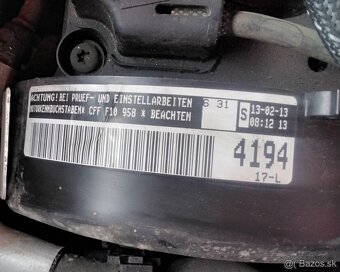 ACHTUNG! BEI PRUEF- UND EINSTELLARBEITEN
MOTORKENNBUCHSTABEN* CFF F10 958 * BEACHTEN
S 31
S
13-02-13
08:12 13
4194
17-L
Bazos.sk